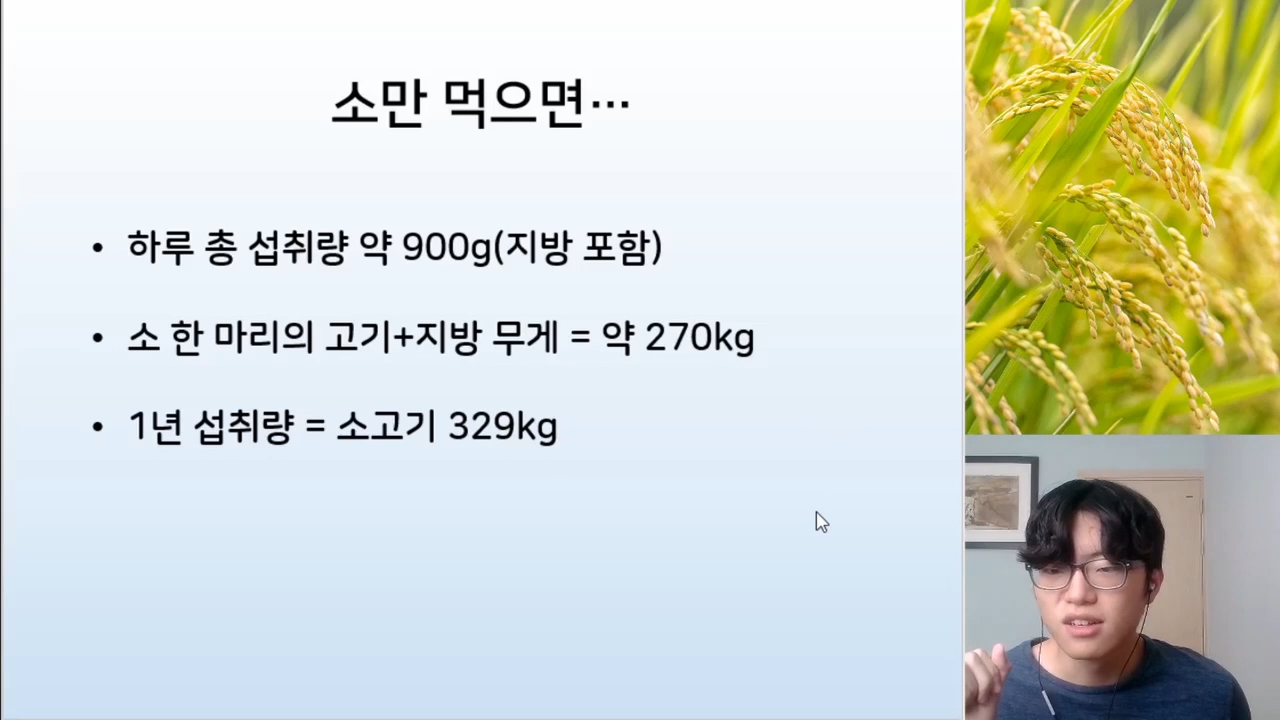 소만 먹으면…
• 하루 총 섭취량 약 900g(지방 포함)
• 소 한 마리의 고기+지방 무게 = 약 270kg
• 1년 섭취량 = 소고기 329kg